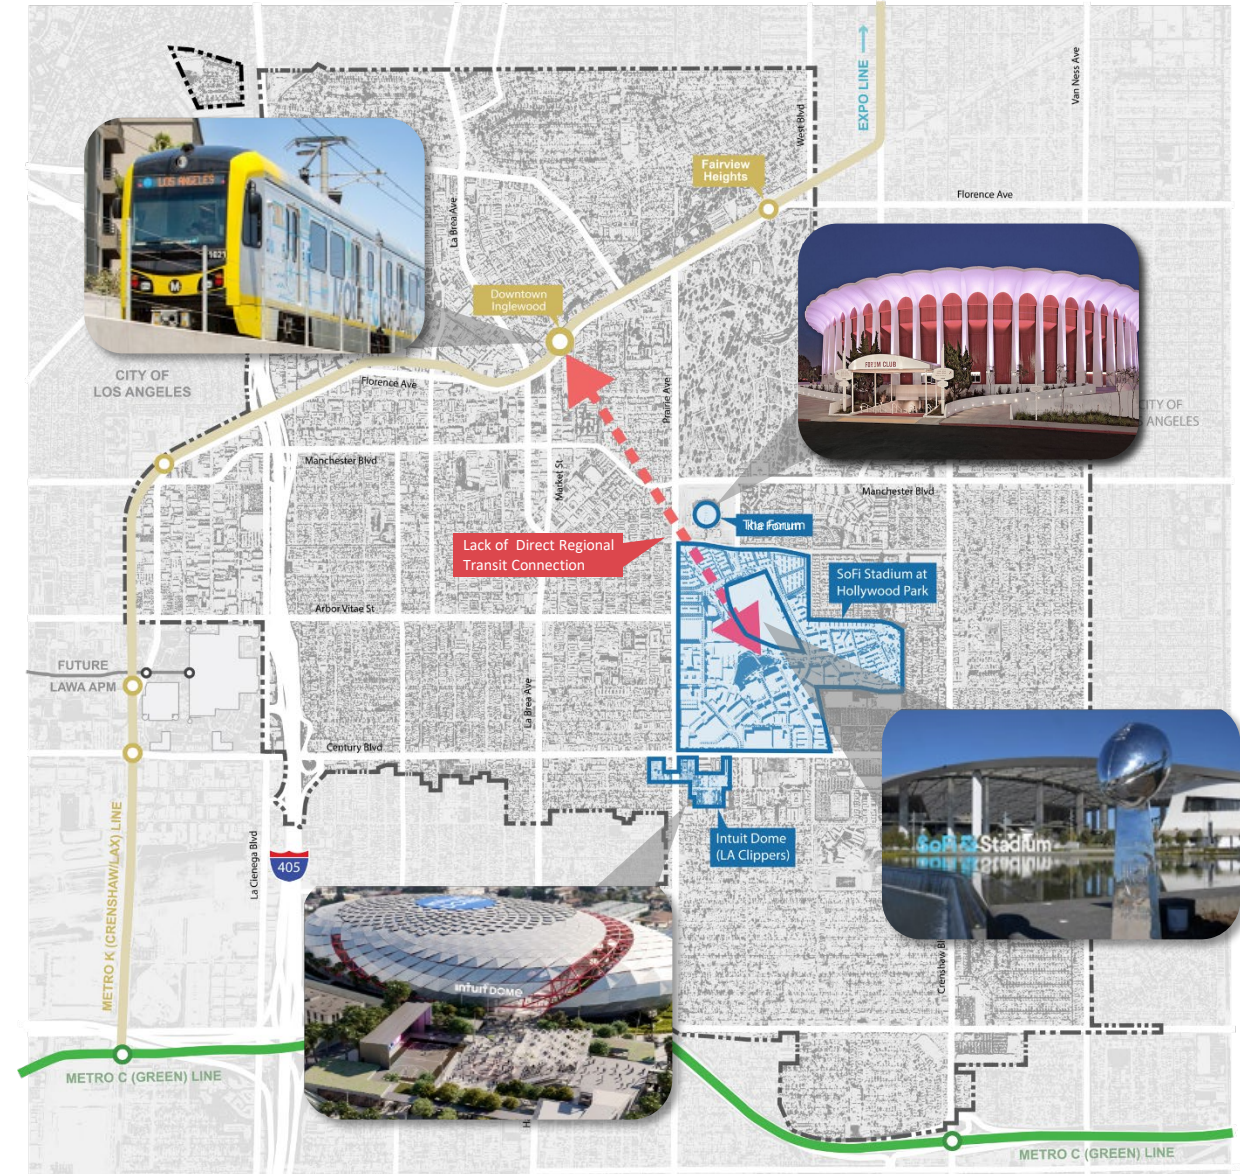 EXPO LINE
Van Ness Ave
West Blvd
Fairview
Heights
Florence Ave
LOS ANGELES
1021
M
La Brea Ave
Downtown
Inglewood
FORUM CLUB
CITY OF
LOS ANGELES
Florence Ave
Prairie Ave
CITY OF
ANGELES
Manchester Blvd
Market St
Manchester Blvd
The Forum
Lack of Direct Regional
Transit Connection
SoFi Stadium at
Hollywood Park
Arbor Vitae St
FUTURE
LAWA APM
La Brea Ave
Century Blvd
METRO K (CRENSHAW/LAX) LINE
La Cienega Blvd
405
Intuit Dome
(LA Clippers)
SoFi Stadium
intuit DOME
Crenshaw Bl
METRO C (GREEN) LINE
H
METRO C (GREEN) LINE